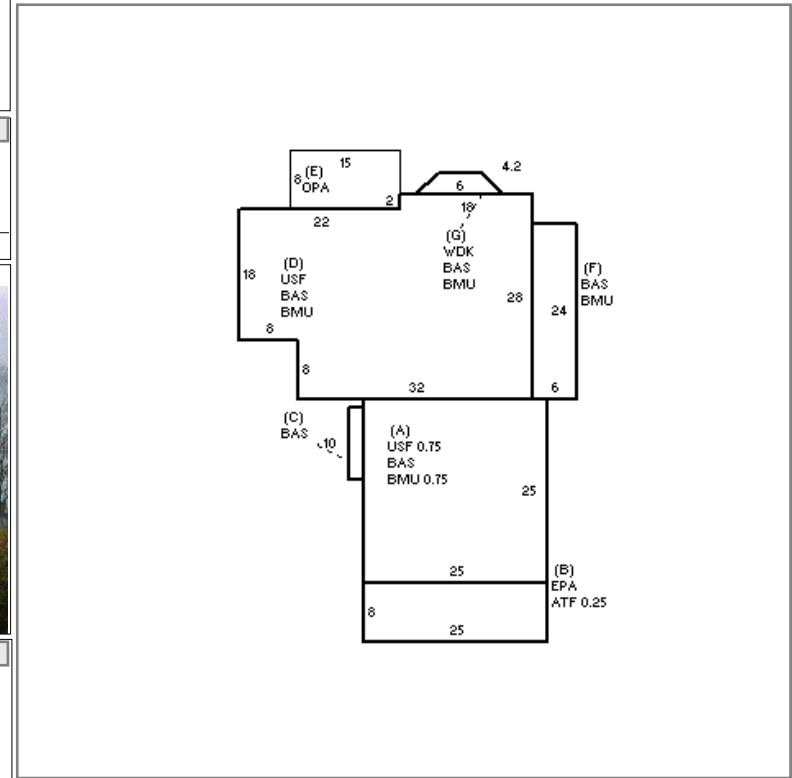 15
4.2
8
(E)
OPA
6
2
18
22
(G)
WDK
BAS
BMU
(D)
USF
BAS
BMU
18
(F)
BAS
BMU
28
24
8
8
32
6
(C)
BAS
10
(A)
USF 0.75
BAS
BMU 0.75
25
25
(B)
EPA
ATF 0.25
8
25